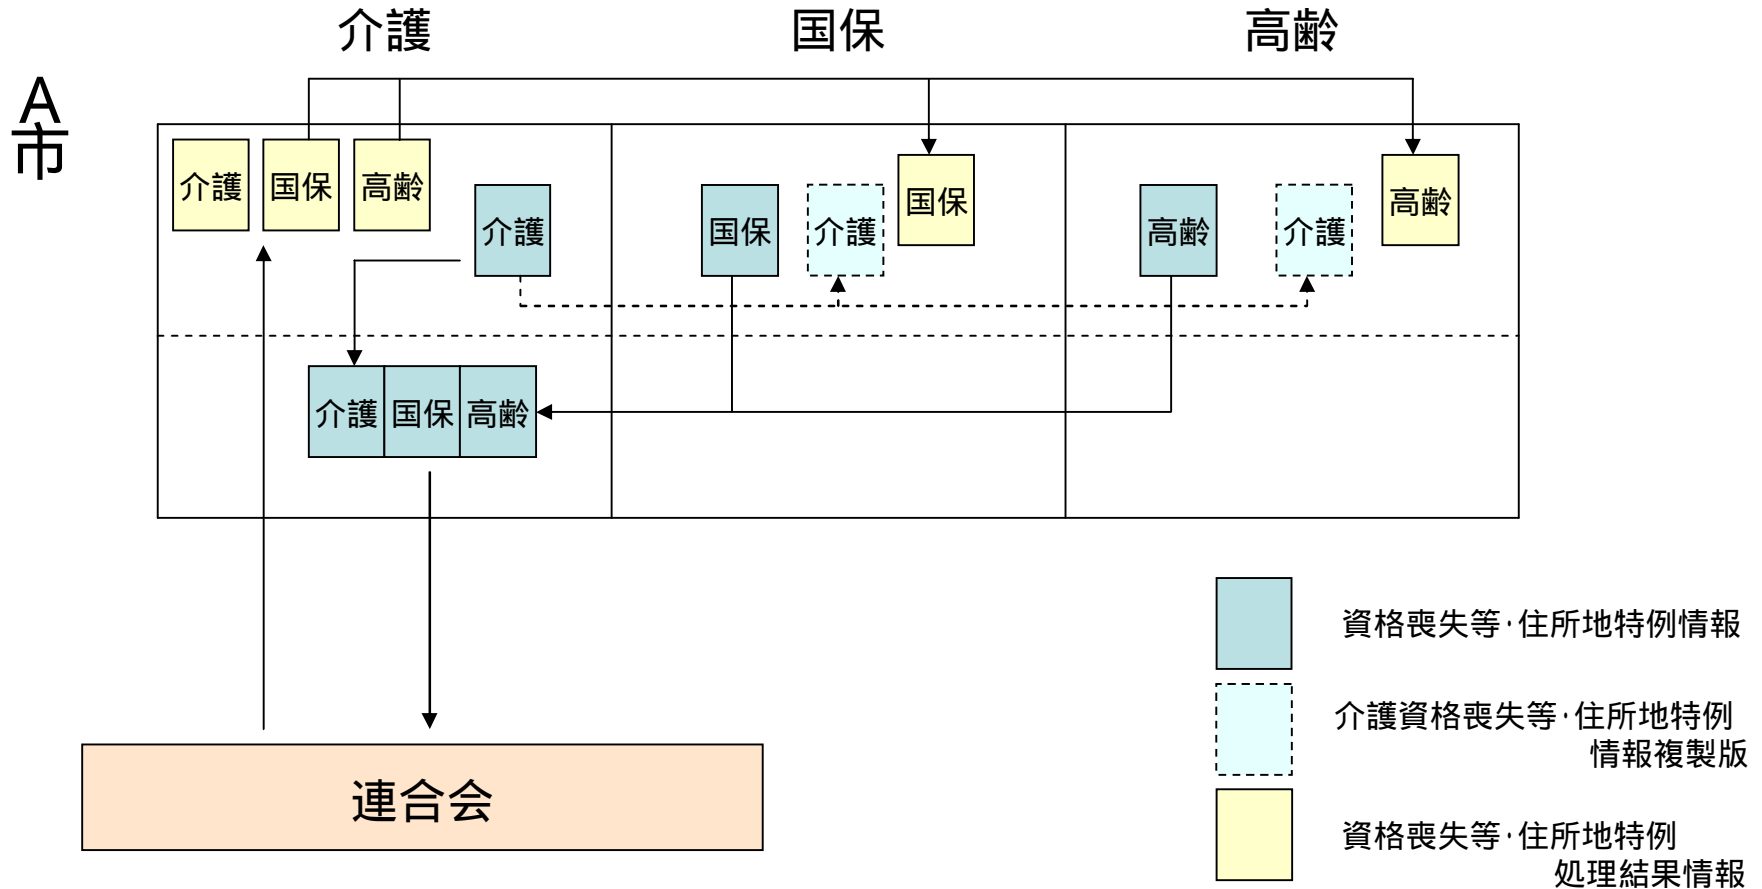 介護 国保 高齢
A市
介護 国保 高齢 介護 国保 介護 国保 高齢 介護 高齢
介護 国保 高齢
資格喪失等・住所地特例情報
介護資格喪失等・住所地特例
情報複製版
資格喪失等・住所地特例
処理結果情報
連合会